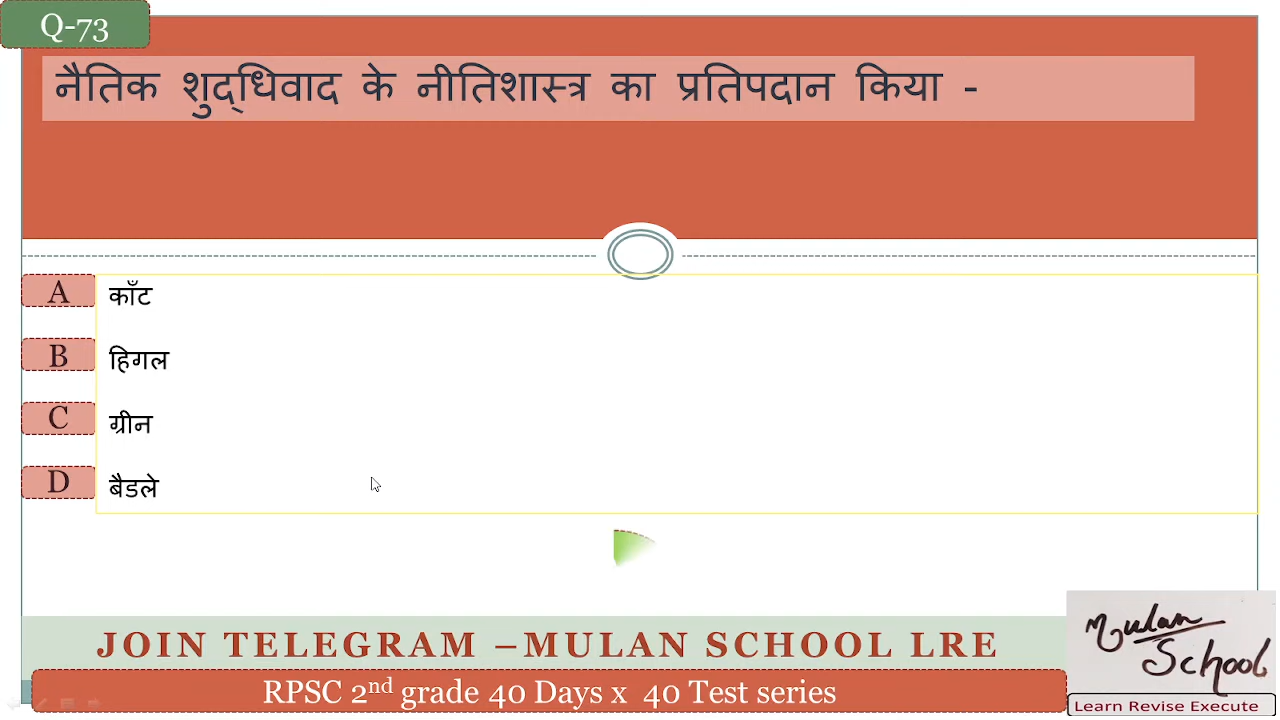 Q-73
नैतिक शुद्धिवाद के नीतिशास्त्र का प्रतिपदान किया -
A काँट
B हिगल
C ग्रीन
D बैडले
JOIN TELEGRAM –MULAN SCHOOL LRE
RPSC 2nd grade 40 Days x 40 Test series
Mulan
School
Learn Revise Execute